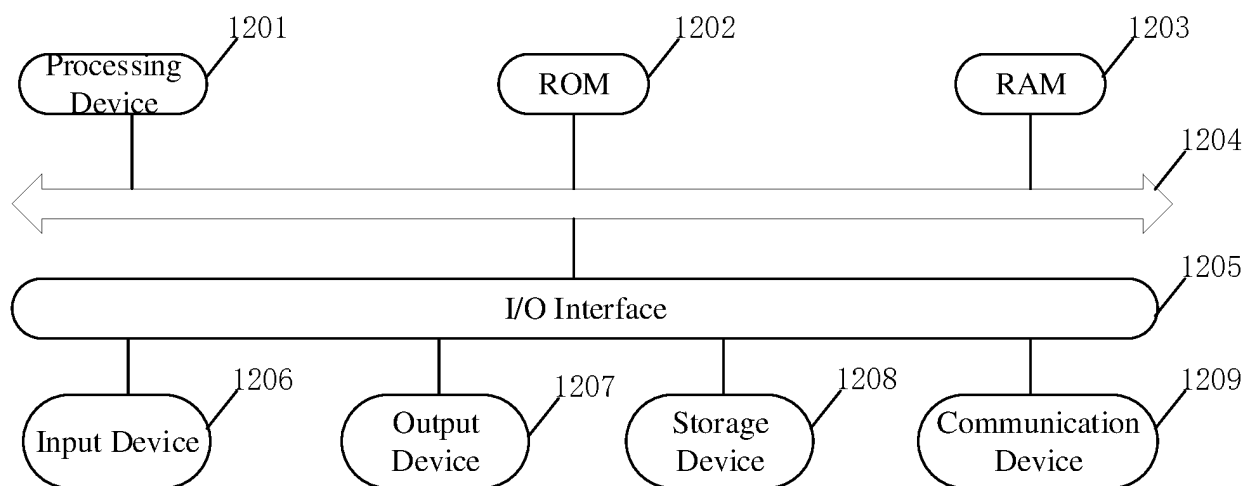 1201
1202
1203
Processing
Device
ROM
RAM
1204
1205
I/O Interface
1206
1207
1208
1209
Input Device
Output
Device
Storage
Device
Communication
Device